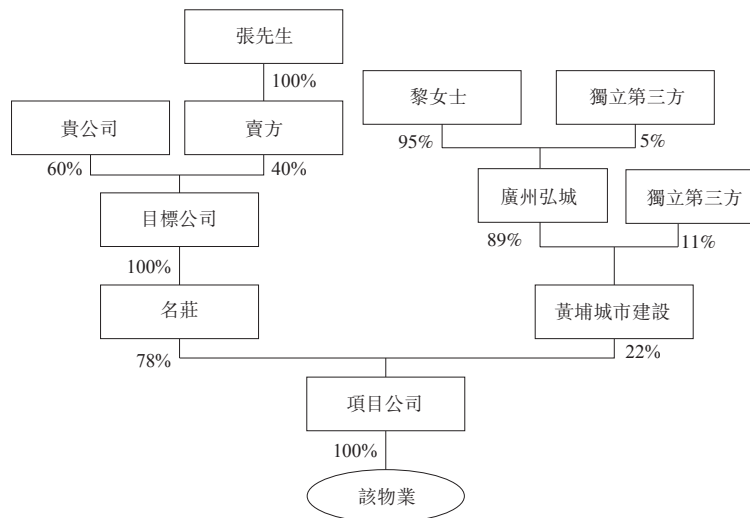 張先生
100%
黎女士
獨立第三方
貴公司
賣方
95%
5%
60%
40%
廣州弘城
獨立第三方
目標公司
89%
11%
100%
名莊
黃埔城市建設
78%
22%
項目公司
100%
該物業